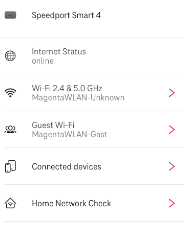 Speedport Smart 4
Internet Status
online
Wi-Fi 2.4 & 5.0 GHz
MagentaWLAN-Unknown
Guest Wi-Fi
MagentaWLAN-Gast
Connected devices
Home Network Check